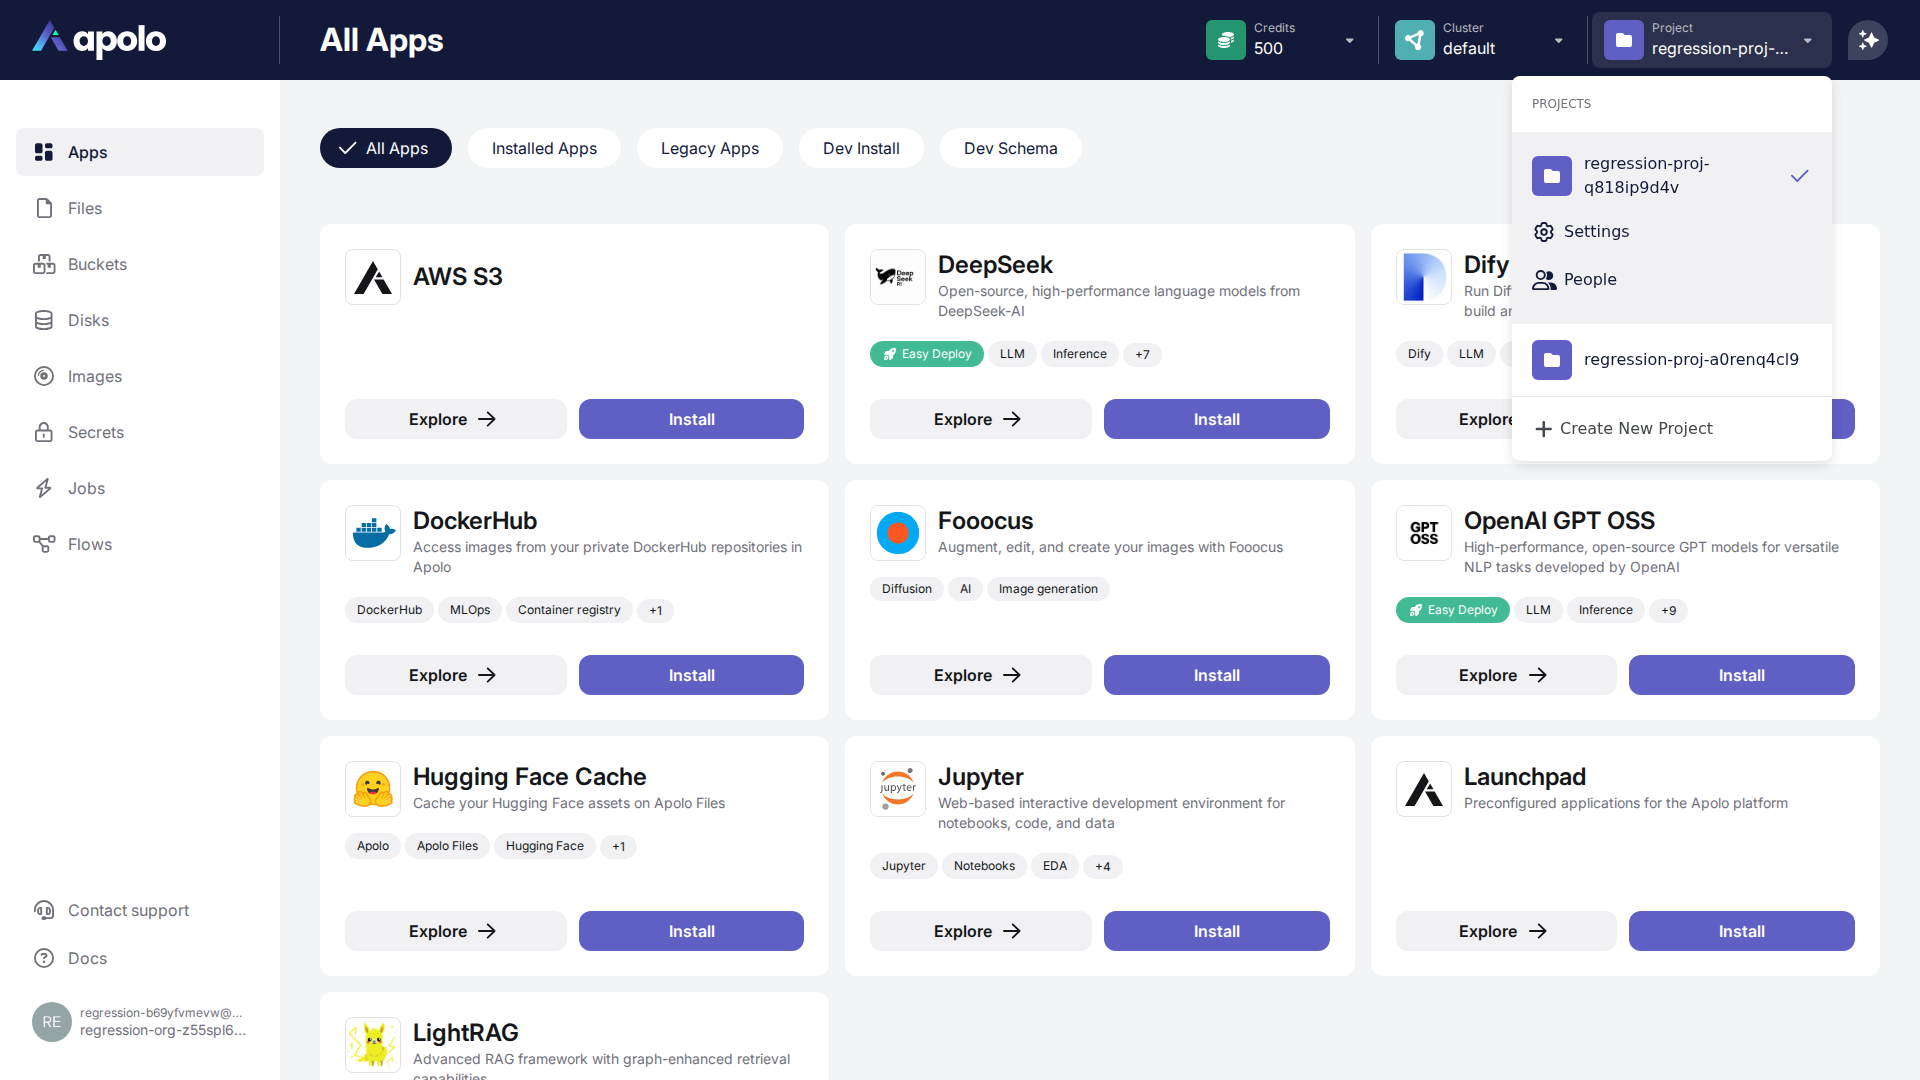 apolo
All Apps
Credits
500
Cluster
default
Project
regression-proj-...
PROJECTS
regression-proj-
q818ip9d4v
Settings
People
regression-proj-a0renq4cl9
Create New Project
Apps
Files
Buckets
Disks
Images
Secrets
Jobs
Flows
Contact support
Docs
RE
regression-b69yfvmevw@...
regression-org-z55spl6...
All Apps
Installed Apps
Legacy Apps
Dev Install
Dev Schema
AWS S3
Explore
Install
DeepSeek
Open-source, high-performance language models from
DeepSeek-AI
Easy Deploy
LLM
Inference
+7
Explore
Install
Dify
Run Dif
build ar
Dify
LLM
Explore
DockerHub
Access images from your private DockerHub repositories in
Apolo
DockerHub
MLOps
Container registry
+1
Explore
Install
Fooocus
Augment, edit, and create your images with Fooocus
Diffusion
AI
Image generation
Explore
Install
GPT
OSS
OpenAI GPT OSS
High-performance, open-source GPT models for versatile
NLP tasks developed by OpenAI
Easy Deploy
LLM
Inference
+9
Explore
Install
Hugging Face Cache
Cache your Hugging Face assets on Apolo Files
Apolo
Apolo Files
Hugging Face
+1
Explore
Install
jupyter
Jupyter
Web-based interactive development environment for
notebooks, code, and data
Jupyter
Notebooks
EDA
+4
Explore
Install
Launchpad
Preconfigured applications for the Apolo platform
Explore
Install
LightRAG
Advanced RAG framework with graph-enhanced retrieval
capabilities